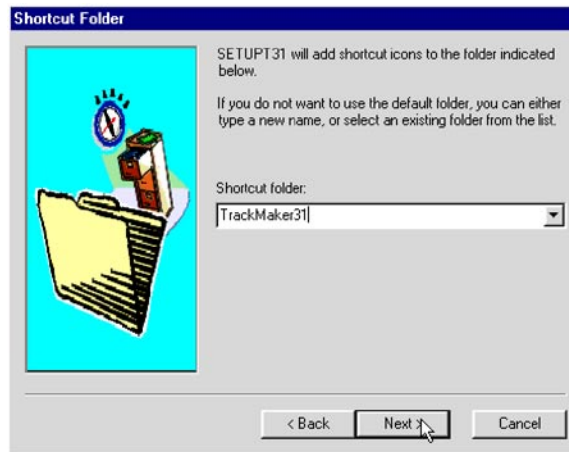 Shortcut Folder
SETUPT31 will add shortcut icons to the folder indicated
below.
If you do not want to use the default folder, you can either
type a new name, or select an existing folder from the list.
Shortcut folder:
TrackMaker31
< Back
Next >
Cancel